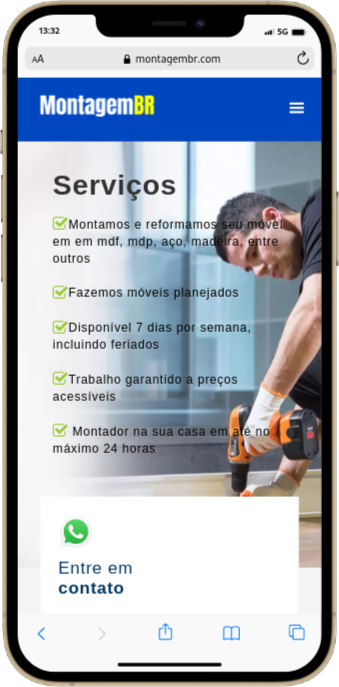 13:32
5G
AA
montagembr.com
MontagemBR
Serviços
Montamos e reformamos seu móvel
em em mdf, mdp, aço, madeira, entre
outros
Fazemos móveis planejados
Disponível 7 dias por semana,
incluindo feriados
Trabalho garantido a preços
acessíveis
Montador na sua casa em até no
máximo 24 horas
Entre em
contato